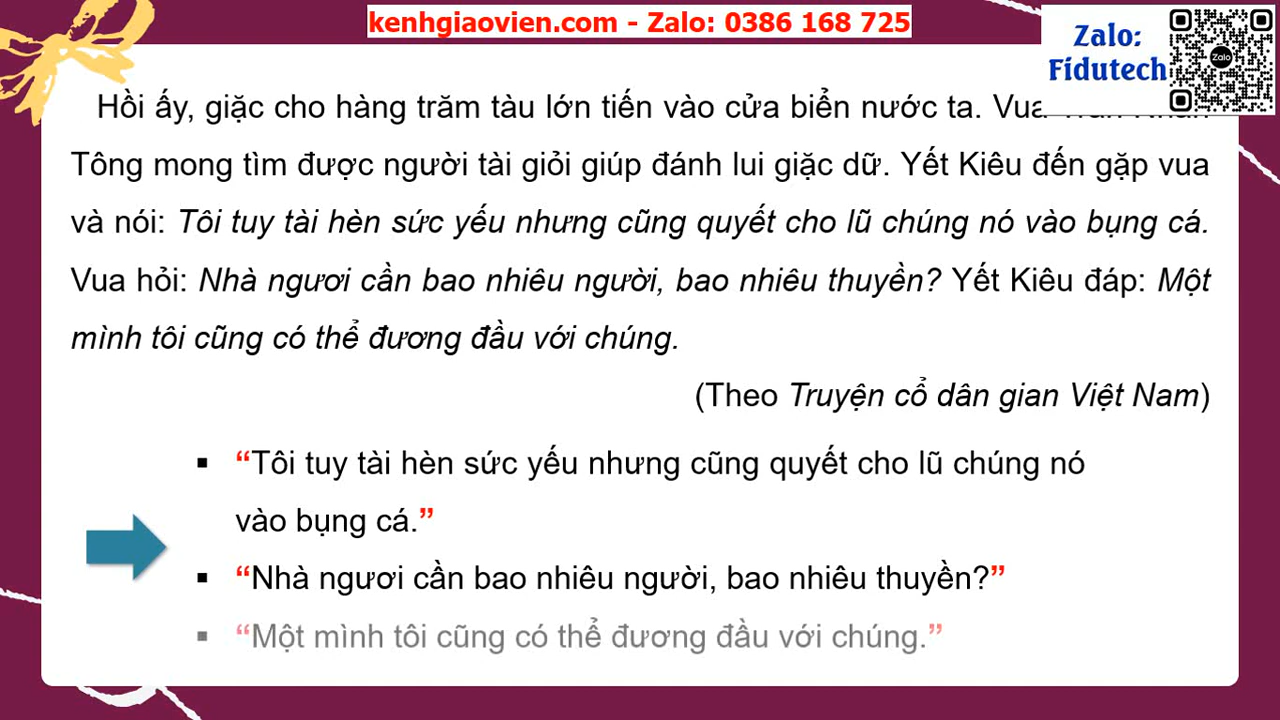 kenhgiaovien.com - Zalo: 0386 168 725
Zalo:
Fidutech
Zalo
Hồi ấy, giặc cho hàng trăm tàu lớn tiến vào cửa biển nước ta. Vua
Tông mong tìm được người tài giỏi giúp đánh lui giặc dữ. Yết Kiêu đến gặp vua
và nói: Tôi tuy tài hèn sức yếu nhưng cũng quyết cho lũ chúng nó vào bụng cá.
Vua hỏi: Nhà ngươi cần bao nhiêu người, bao nhiêu thuyền? Yết Kiêu đáp: Một
mình tôi cũng có thể đương đầu với chúng.
(Theo Truyện cổ dân gian Việt Nam)
▪ “Tôi tuy tài hèn sức yếu nhưng cũng quyết cho lũ chúng nó
vào bụng cá.”
▪ “Nhà ngươi cần bao nhiêu người, bao nhiêu thuyền?”
▪ “Một mình tôi cũng có thể đương đầu với chúng.”